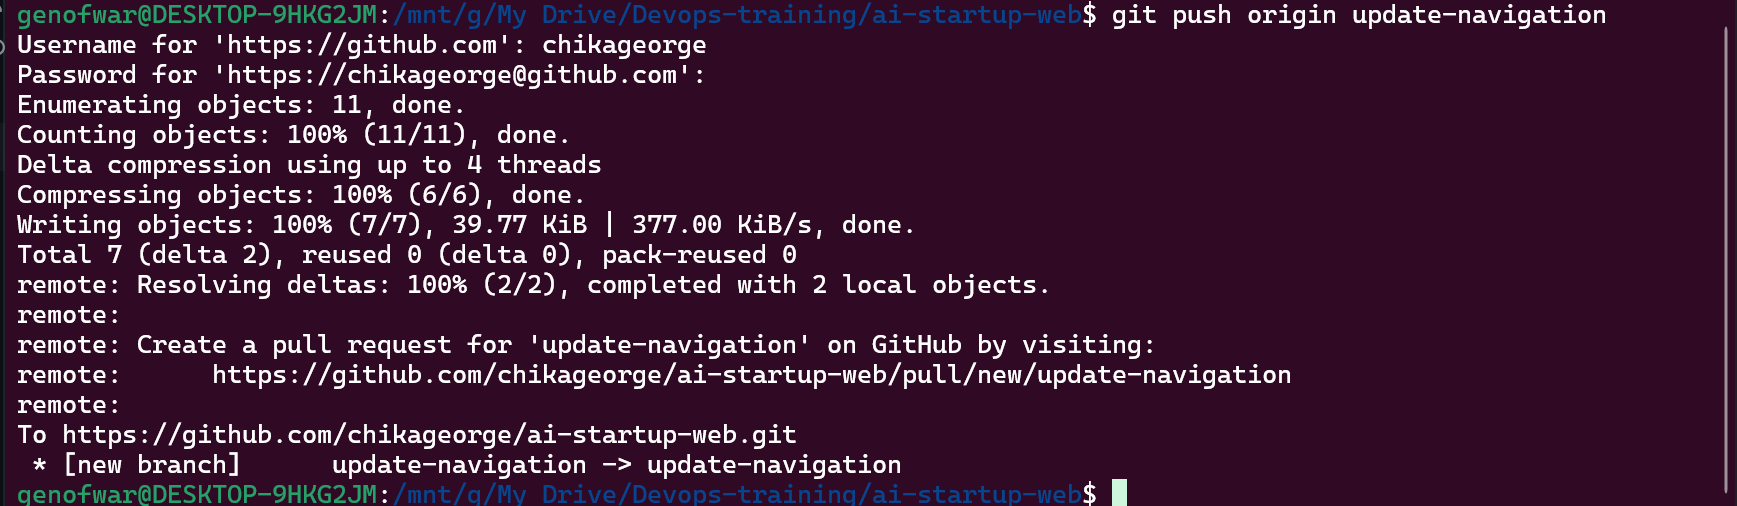 genofwar@DESKTOP-9HKG2JM:/mnt/g/My Drive/Devops-training/ai-startup-web$ git push origin update-navigation
Username for 'https://github.com': chikageorge
Password for 'https://chikageorge@github.com':
Enumerating objects: 11, done.
Counting objects: 100% (11/11), done.
Delta compression using up to 4 threads
Compressing objects: 100% (6/6), done.
Writing objects: 100% (7/7), 39.77 KiB | 377.00 KiB/s, done.
Total 7 (delta 2), reused 0 (delta 0), pack-reused 0
remote: Resolving deltas: 100% (2/2), completed with 2 local objects.
remote:
remote: Create a pull request for 'update-navigation' on GitHub by visiting:
remote:      https://github.com/chikageorge/ai-startup-web/pull/new/update-navigation
remote:
To https://github.com/chikageorge/ai-startup-web.git
 * [new branch]      update-navigation -> update-navigation
genofwar@DESKTOP-9HKG2JM:/mnt/g/My Drive/Devops-training/ai-startup-web$